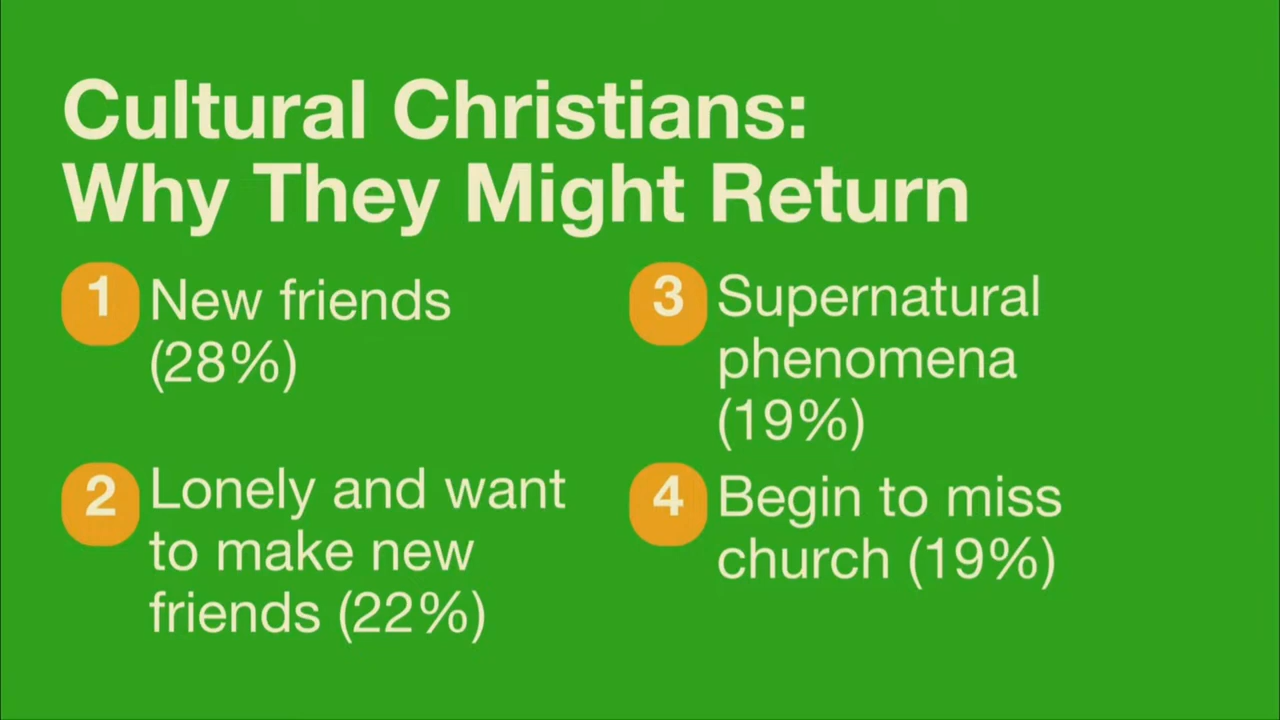 Cultural Christians:
Why They Might Return
1 New friends
(28%)
2 Lonely and want
to make new
friends (22%)
3 Supernatural
phenomena
(19%)
4 Begin to miss
church (19%)